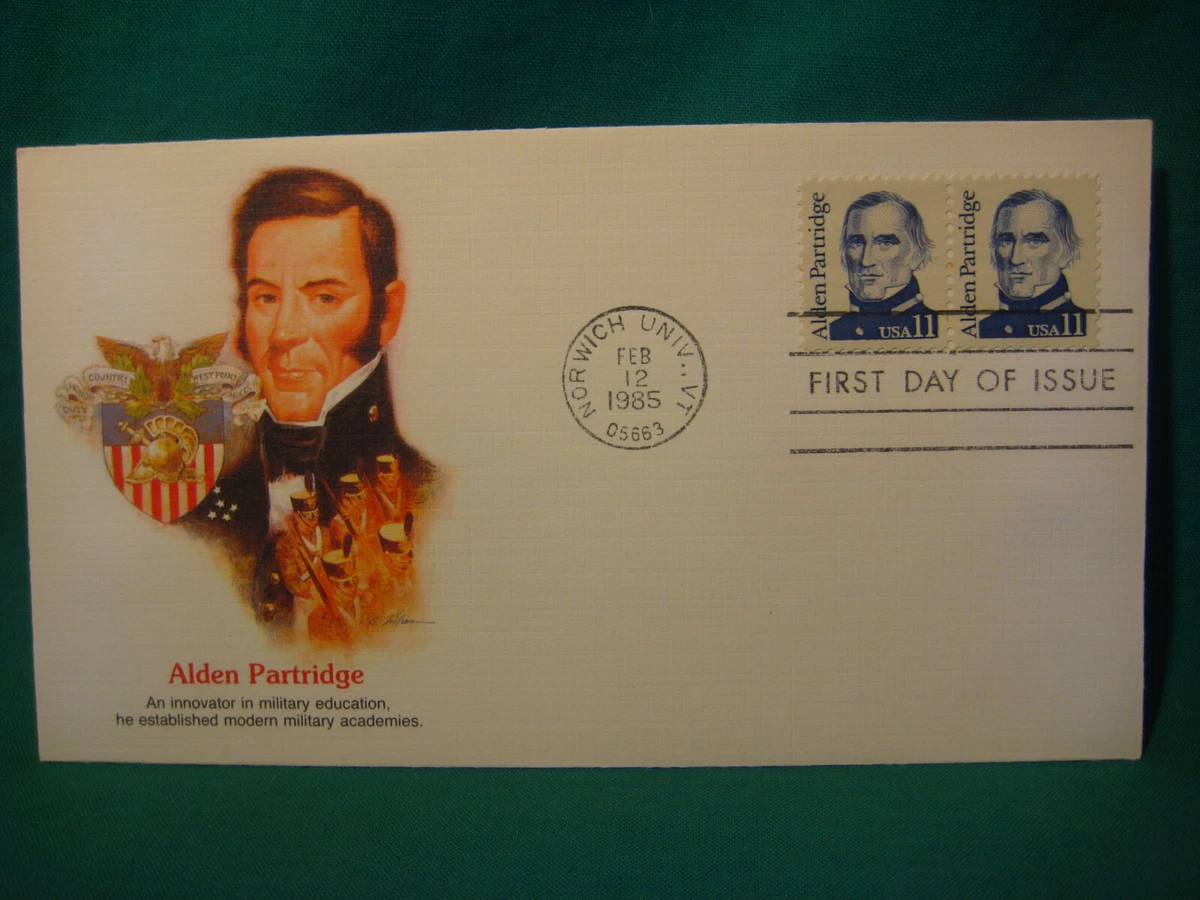 Alden Partridge
USA 11
Alden Partridge
USA 11
NORWICH UNIV., VT
FEB
12
1985
05663
FIRST DAY OF ISSUE
DUTY
HONOR
COUNTRY
WEST POINT
Alden Partridge
An innovator in military education,
he established modern military academies.